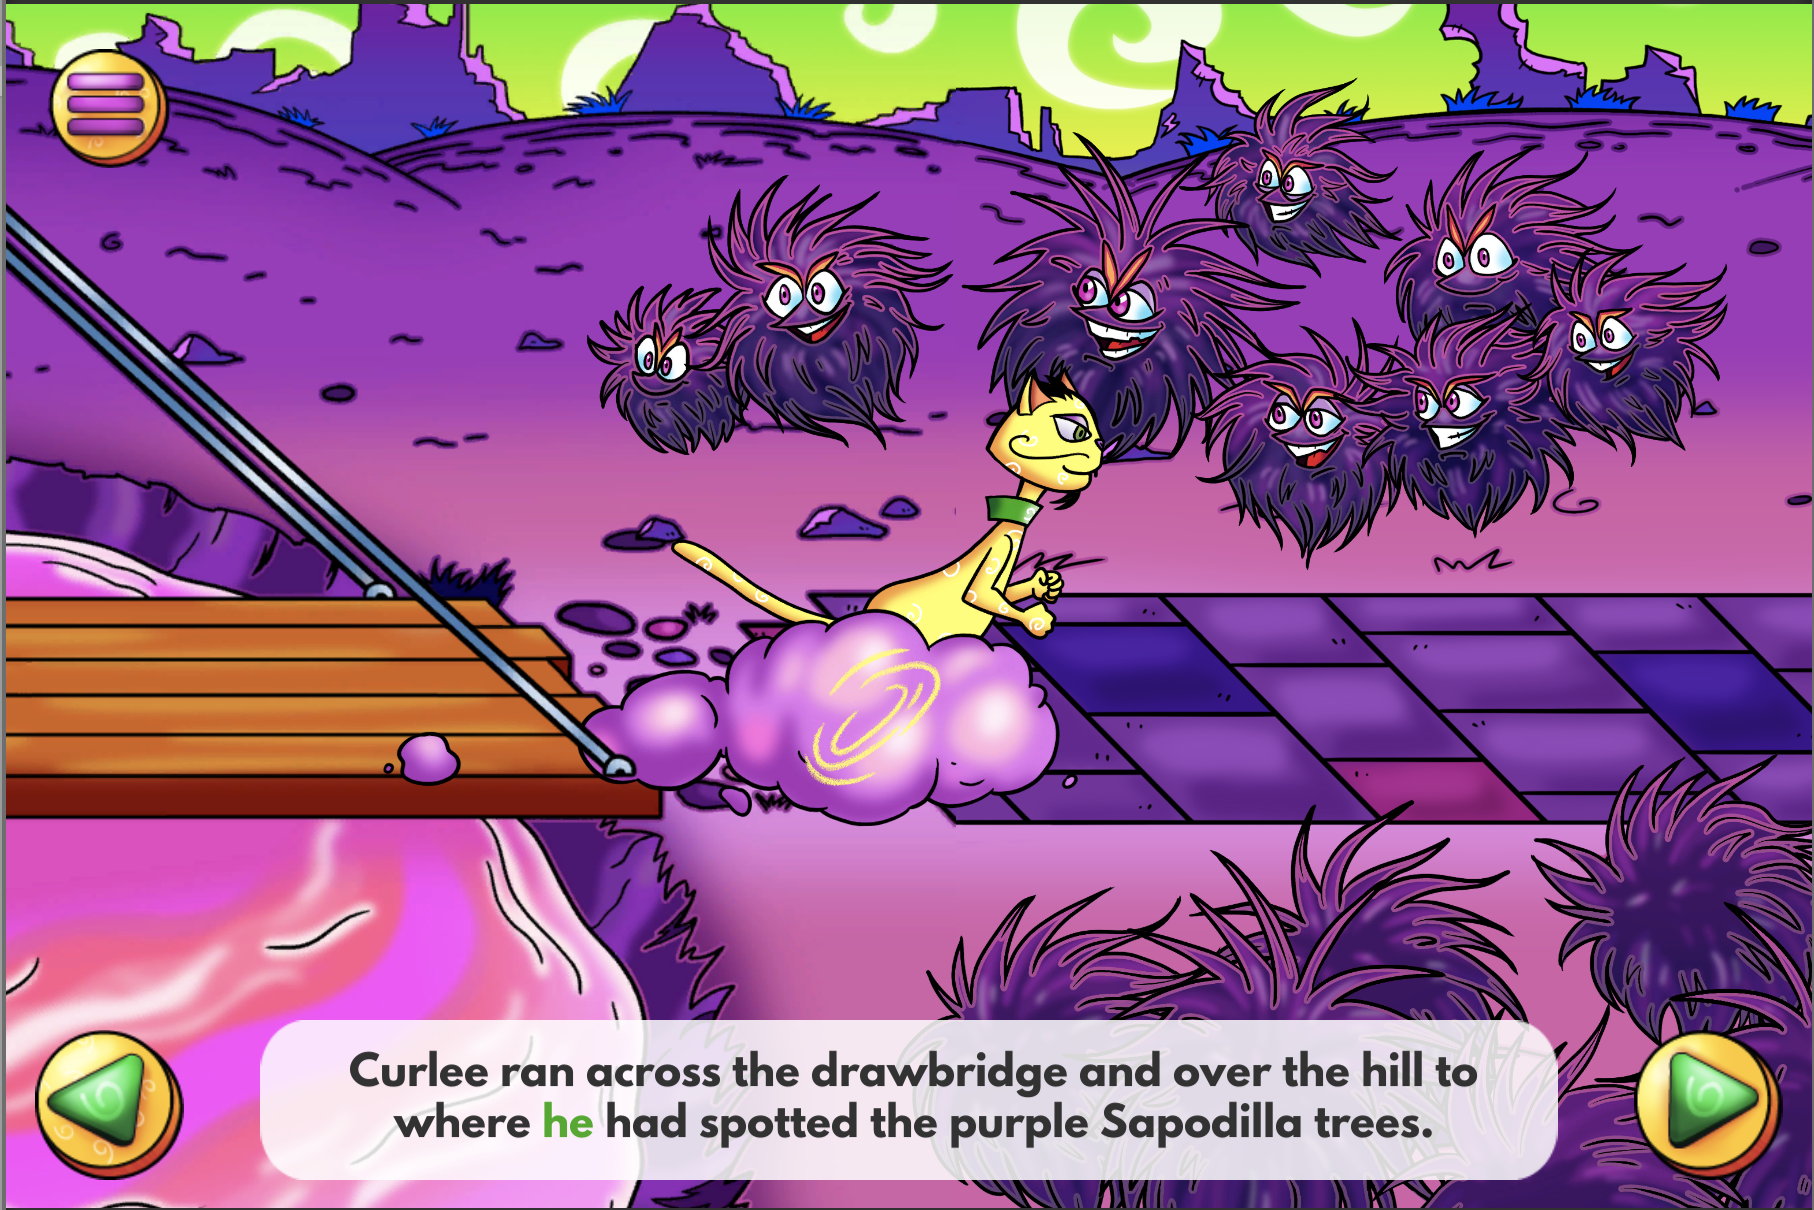 Curlee ran across the drawbridge and over the hill to
where he had spotted the purple Sapodilla trees.